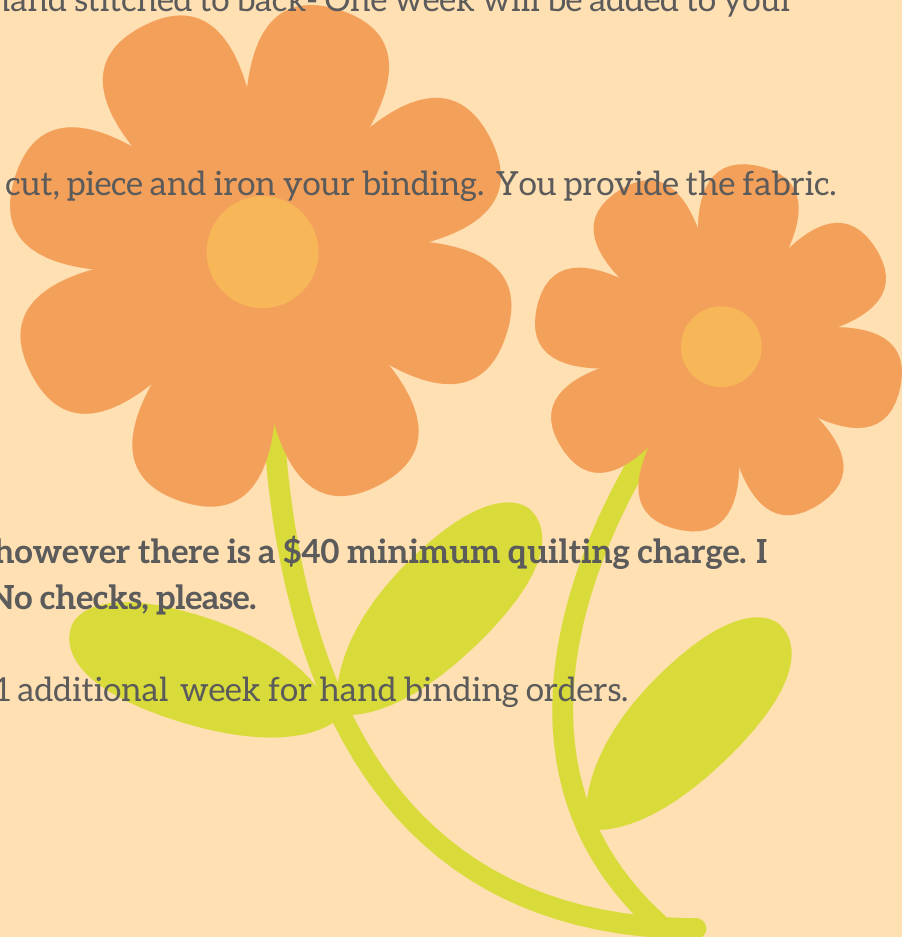 hand stitched to back- One week will be added to your
cut, piece and iron your binding. You provide the fabric.
however there is a $40 minimum quilting charge. I
No checks, please.
1 additional week for hand binding orders.